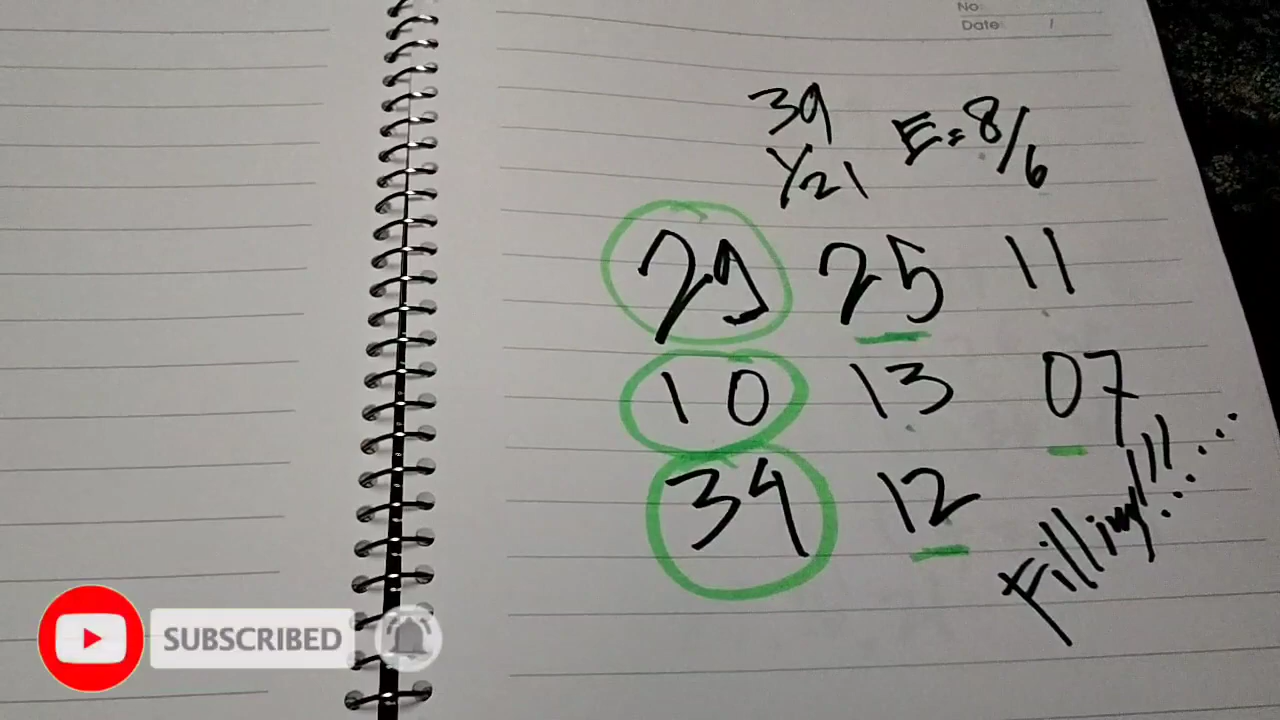 No:
Date: /
39
Y21 E=8/6
29 25 11
10 13 07
34 12
Filling!!!...
SUBSCRIBED